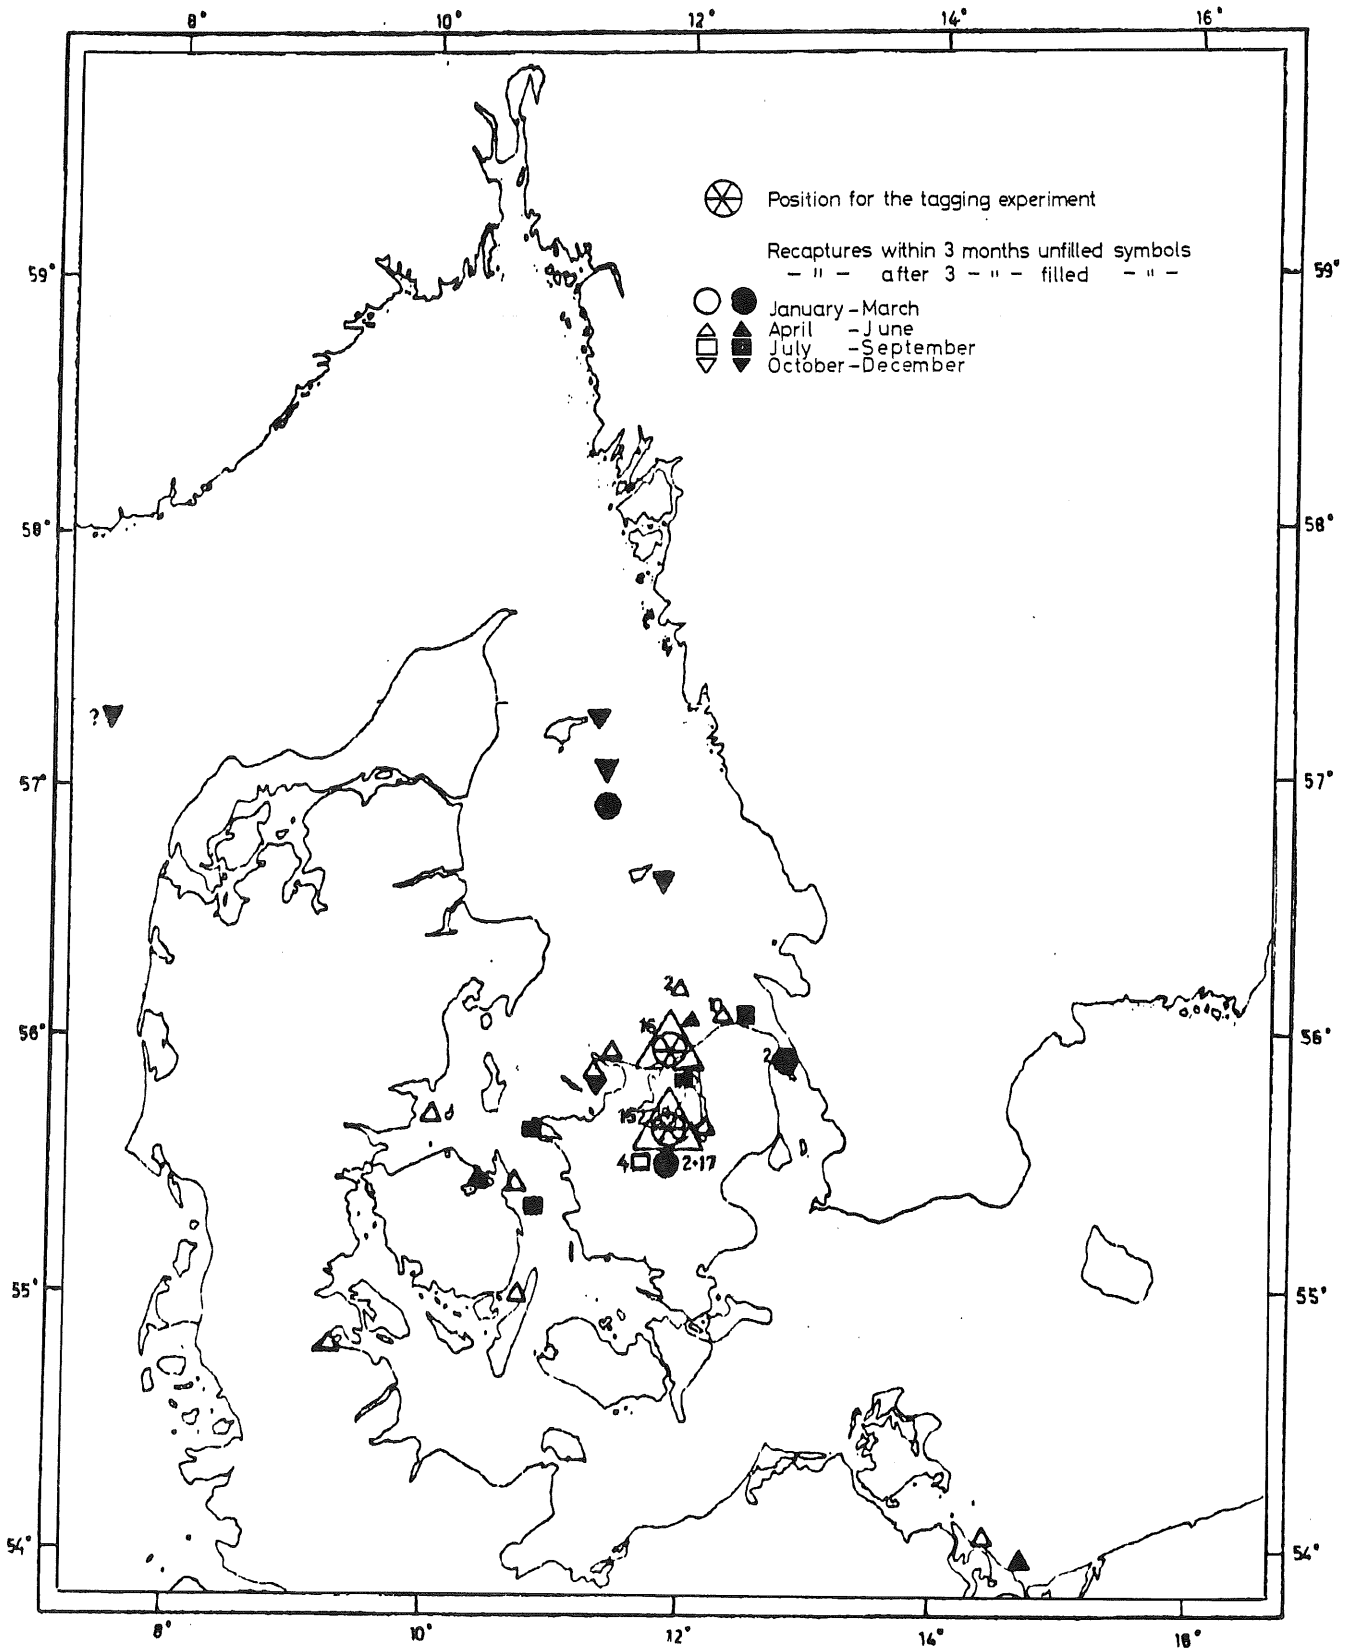 8° 10° 12° 14° 16°
Position for the tagging experiment
Recaptures within 3 months unfilled symbols
– " – after 3 – " – filled – " –
59° 59°
January – March
April – June
July – September
October – December
58° 58°
?
57° 57°
2
16
56° 56°
2
4 2+17
55° 55°
54° 54°
8° 10° 12° 14° 16°